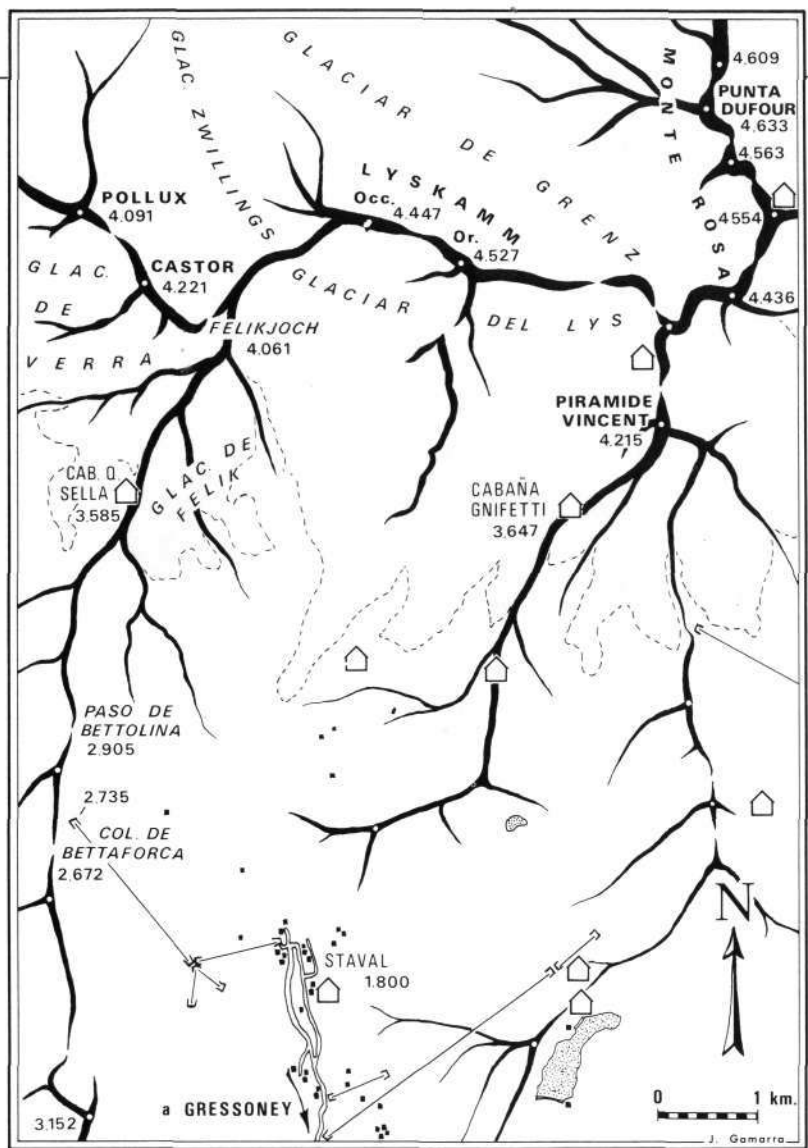 GLAC. ZWILLINGS
GLACIAR DE GRENZ
MONTE ROSA
4.609
PUNTA
DUFOUR
4.633
4.563
4554
4.436
POLLUX
4.091
LYSKAMM
Occ.
4.447
Or.
4.527
CASTOR
4.221
GLAC.
DE
VERRA
GLACIAR
DEL LYS
FELIKJOCH
4.061
PIRAMIDE
VINCENT
4.215
CAB. Q.
SELLA
3.585
GLAC. DE
FELIK
CABAÑA
GNIFETTI
3.647
PASO DE
BETTOLINA
2.905
2.735
COL. DE
BETTAFORCA
2.672
N
STAVAL
1.800
a GRESSONEY
3.152
0 1 km.
J. Gamarra